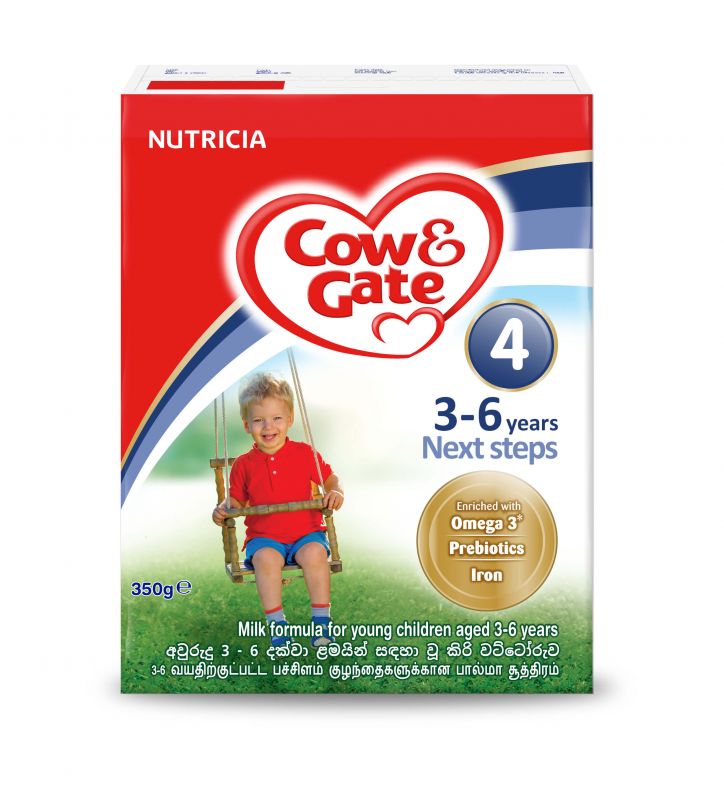 NUTRICIA
Cow &
Gate
4
3-6 years
Next steps
Enriched with
Omega 3*
Prebiotics
Iron
350g ℮
Milk formula for young children aged 3-6 years
අවුරුදු 3 - 6 දක්වා ළමයින් සඳහා වූ කිරි වට්ටෝරුව
3-6 வயதிற்குட்பட்ட பச்சிளம் குழந்தைகளுக்கான பால்மா சூத்திரம்